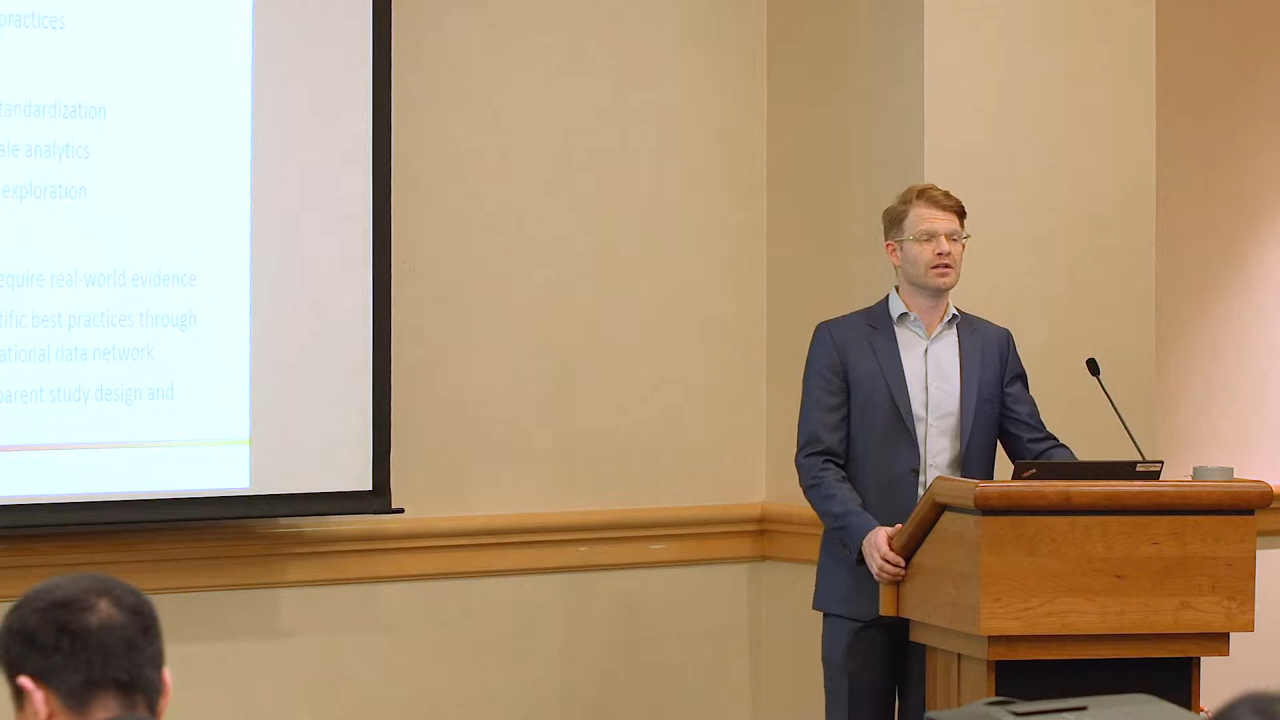 practices
tandardization
ale analytics
exploration
equire real-world evidence
tific best practices through
ational data network
parent study design and